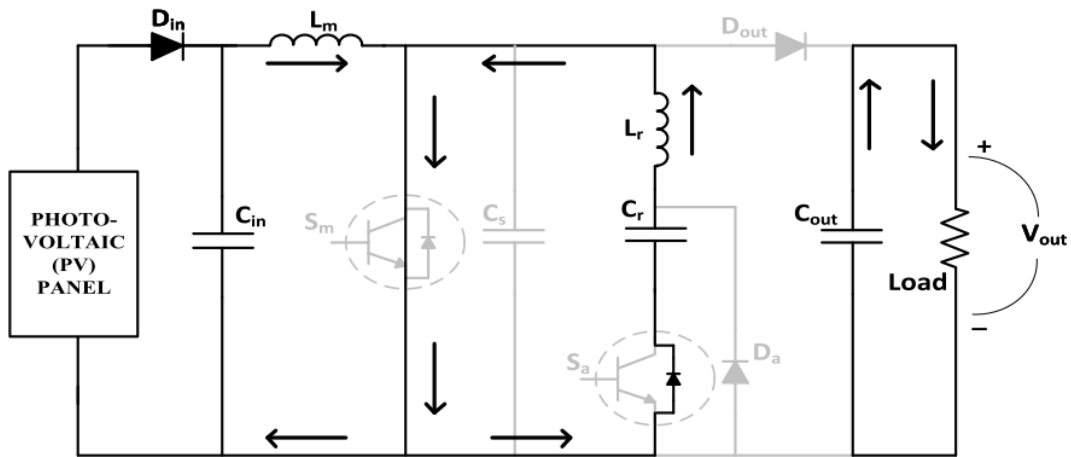 Din
Lm
Dout
PHOTO-
VOLTAIC
(PV)
PANEL
Cin
Sm
Cs
Lr
Cr
Sa
Da
Cout
Load
+
Vout
−